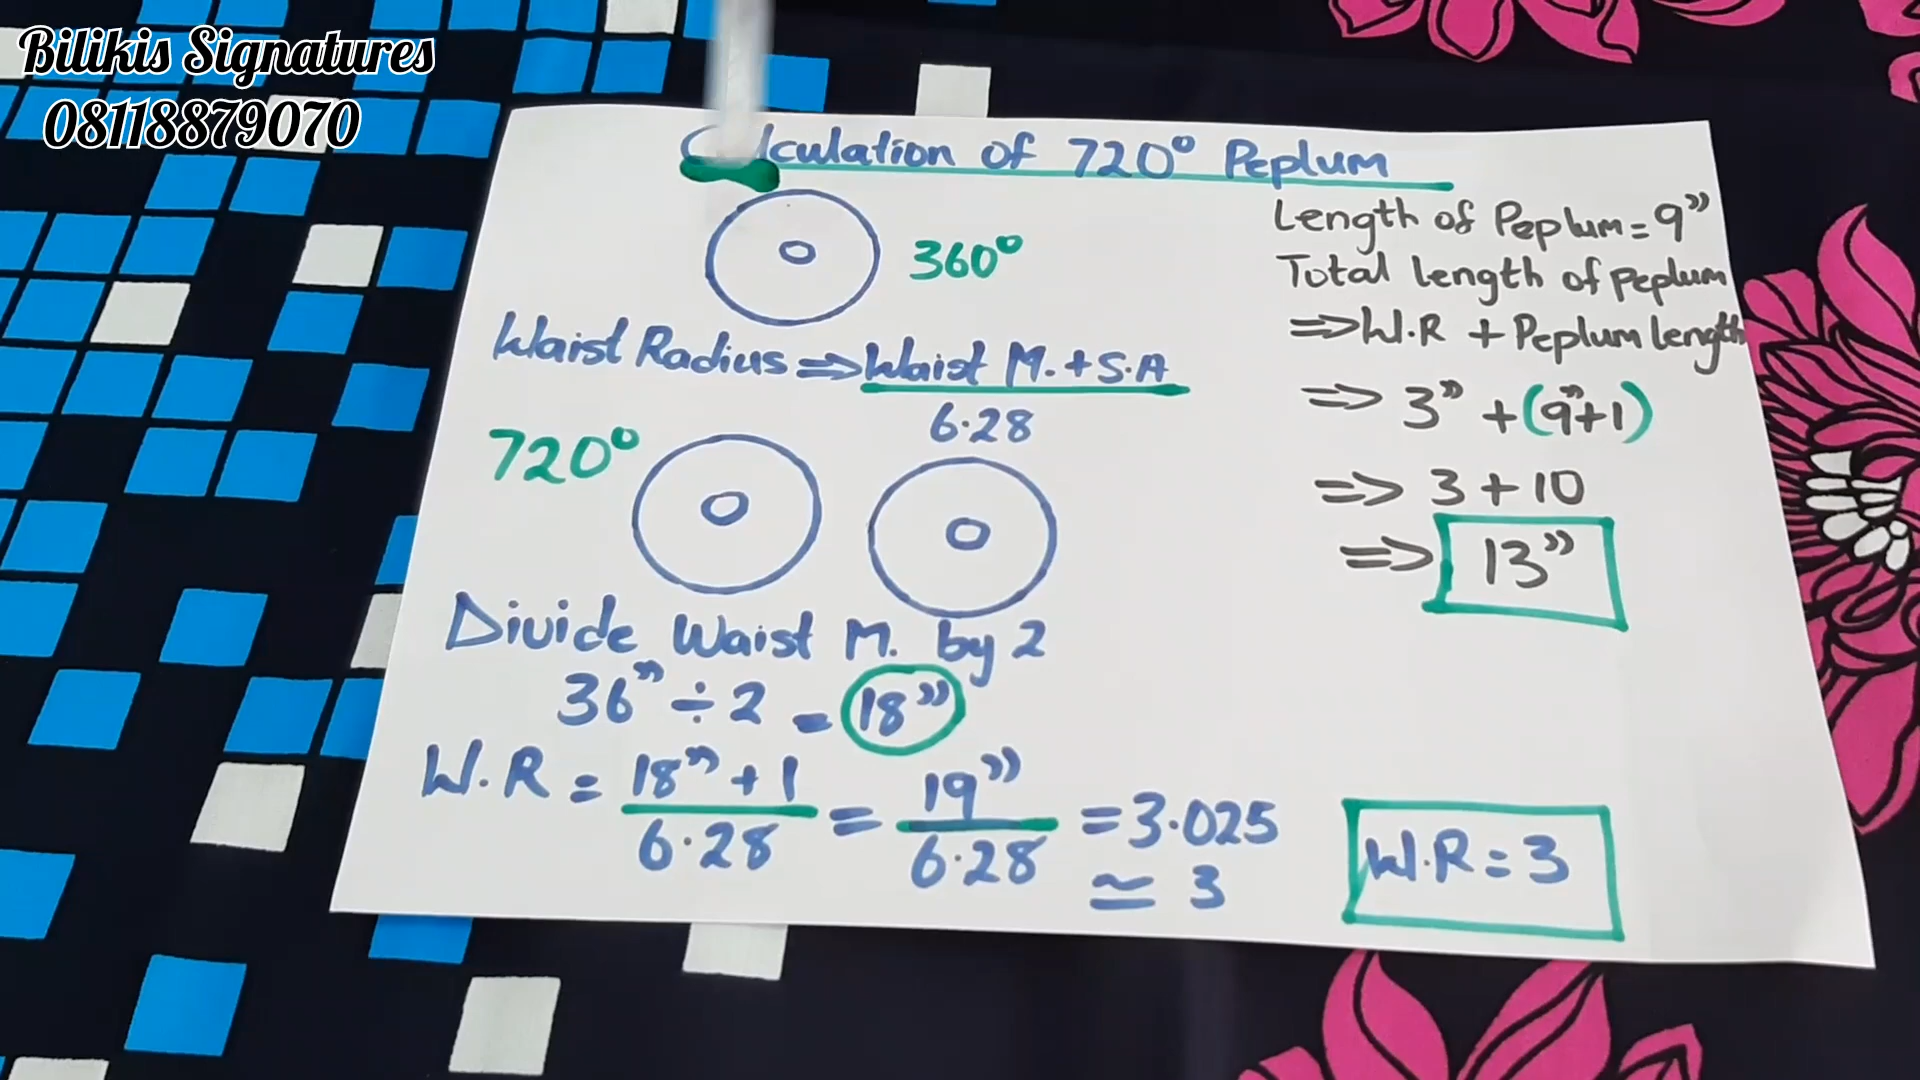 Bilikis Signatures
08118879070
Calculation of 720° Peplum
360°
Waist Radius => Waist M. + S.A
6.28
720°
Divide Waist M. by 2
36" ÷ 2 = 18"
W.R = 18" + 1 = 19" = 3.025
6.28 6.28 ≃ 3
W.R = 3
Length of Peplum = 9"
Total length of Peplum
=> W.R + Peplum length
=> 3" + (9"+1)
=> 3 + 10
=> 13"